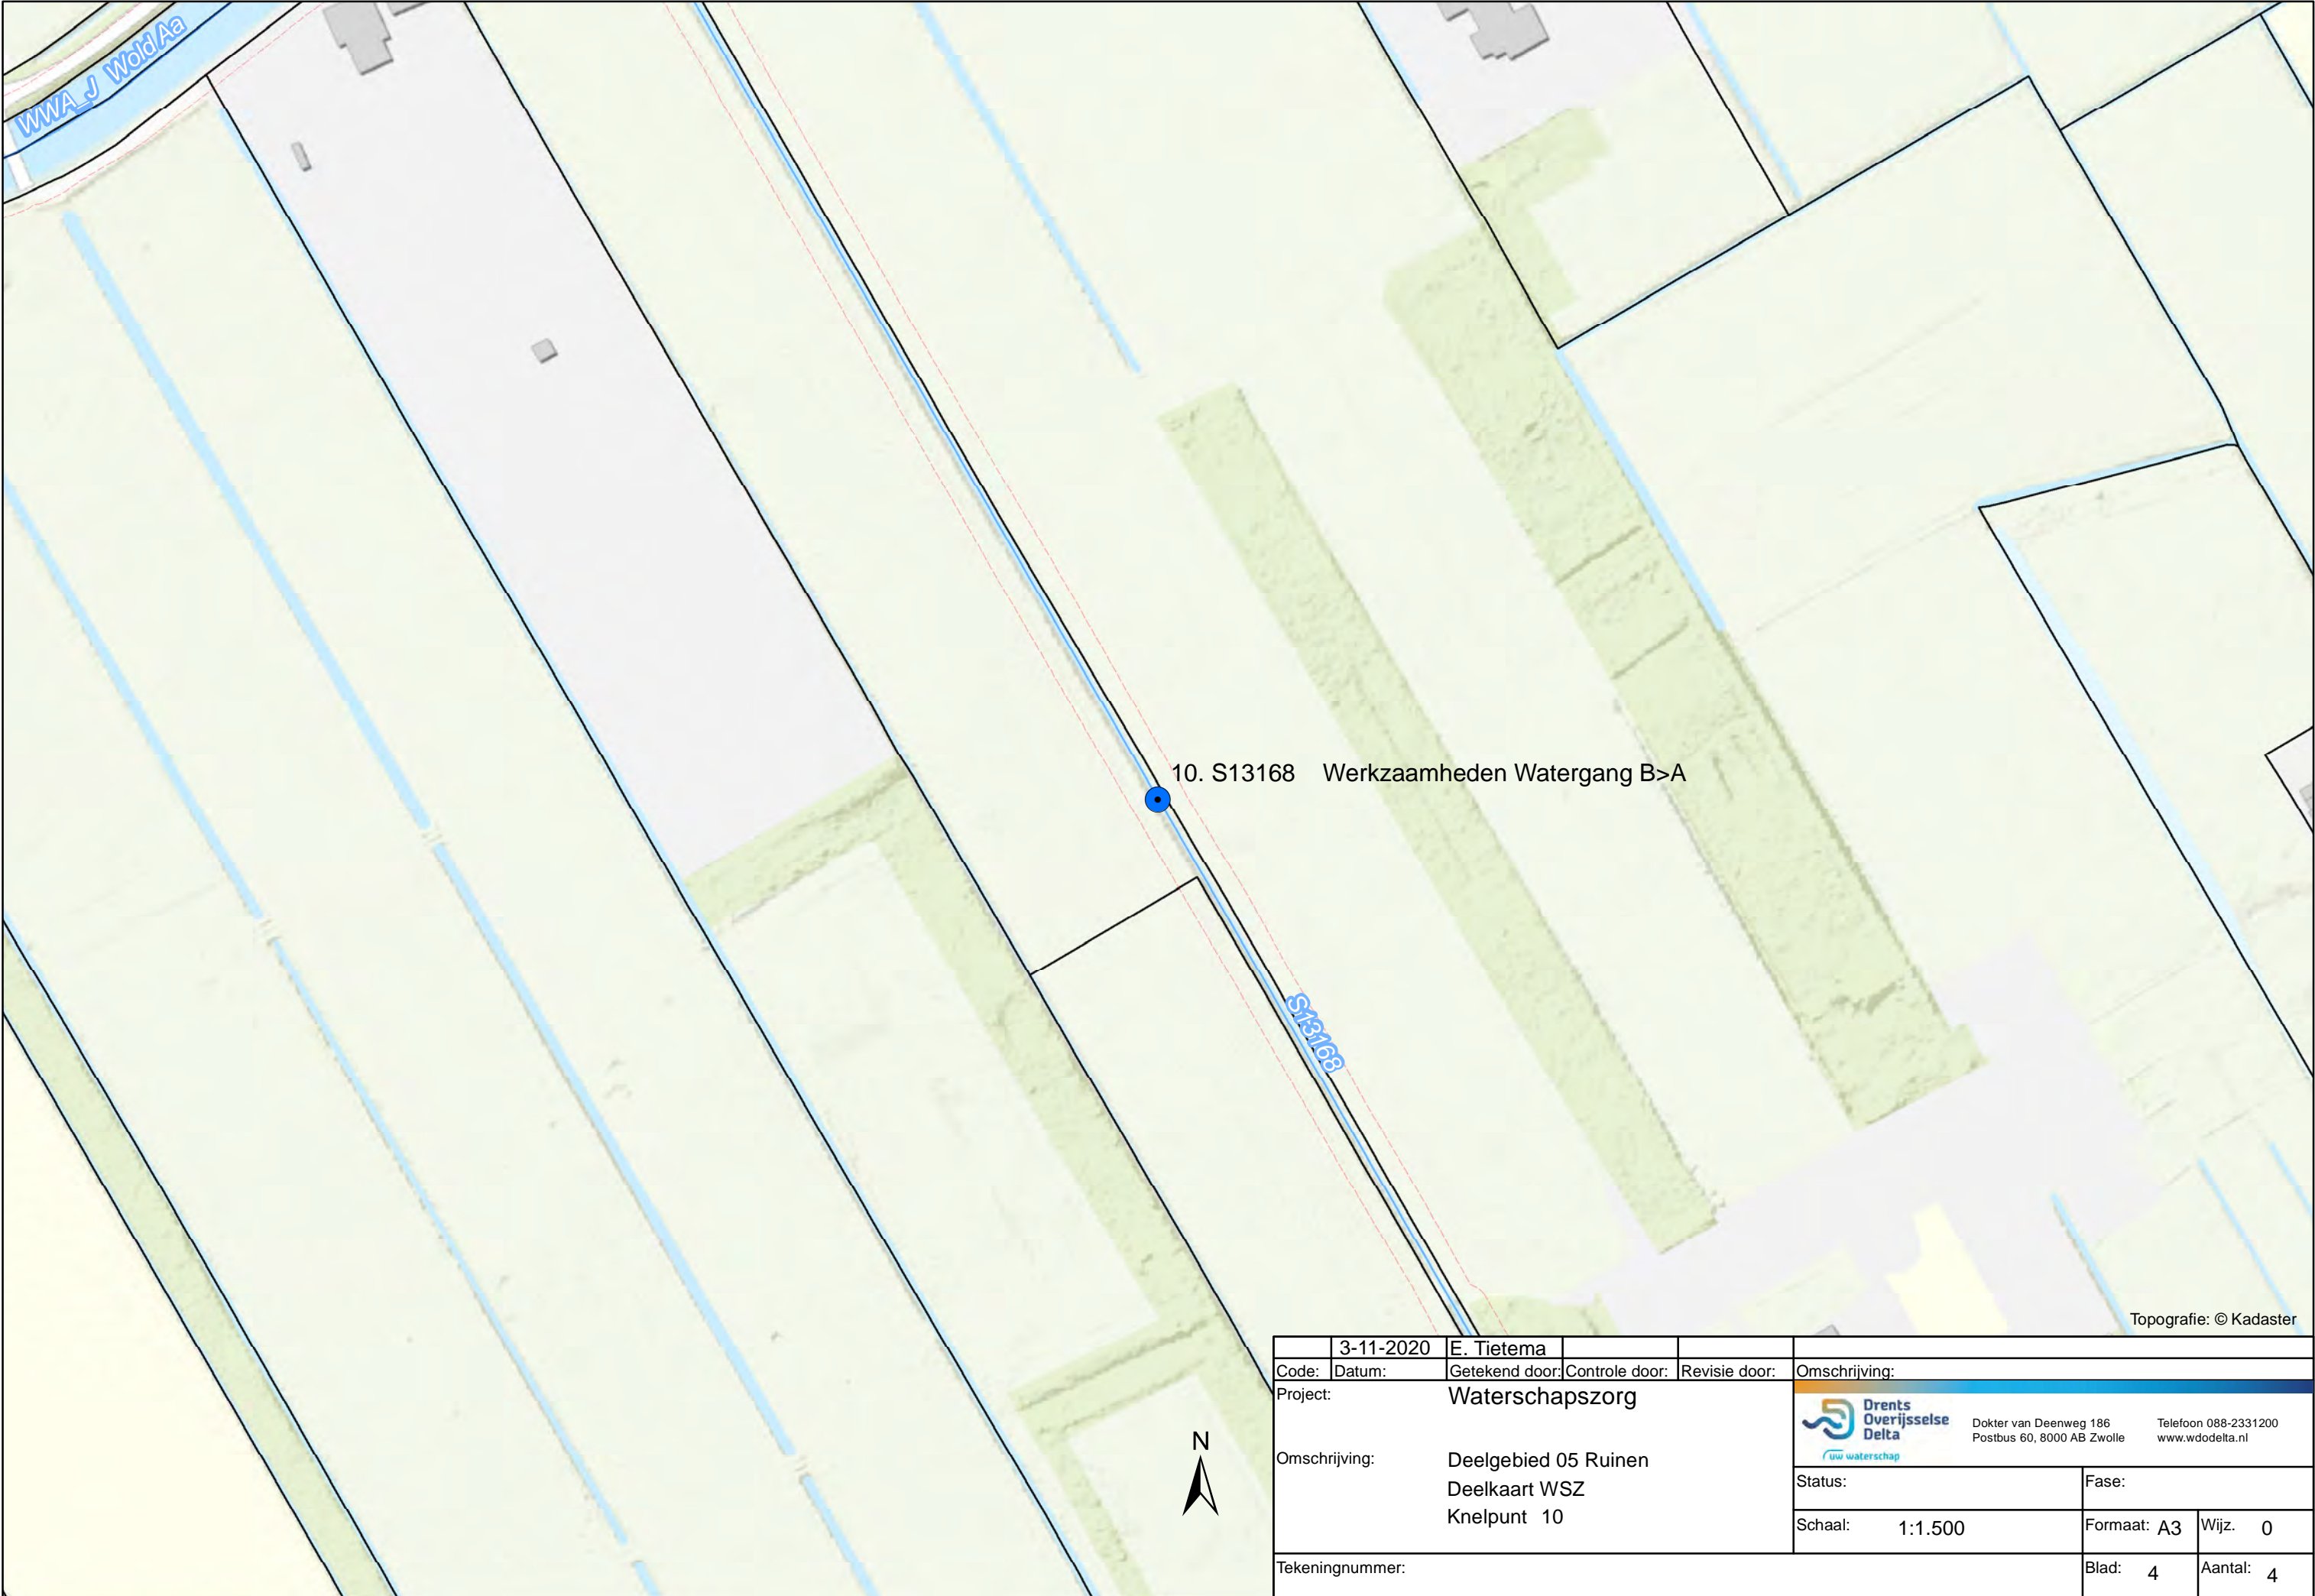 WWA_J Wold Aa
10. S13168 Werkzaamheden Watergang B>A
S13168
Topografie: © Kadaster
N
3-11-2020 E. Tietema
Code: Datum: Getekend door: Controle door: Revisie door: Omschrijving:
Project: Waterschapszorg
Omschrijving: Deelgebied 05 Ruinen
Deelkaart WSZ
Knelpunt 10
Drents
Overijsselse
Delta
uw waterschap
Dokter van Deenweg 186 Telefoon 088-2331200
Postbus 60, 8000 AB Zwolle www.wdodelta.nl
Status: Fase:
Schaal: 1:1.500 Formaat: A3 Wijz. 0
Tekeningnummer: Blad: 4 Aantal: 4